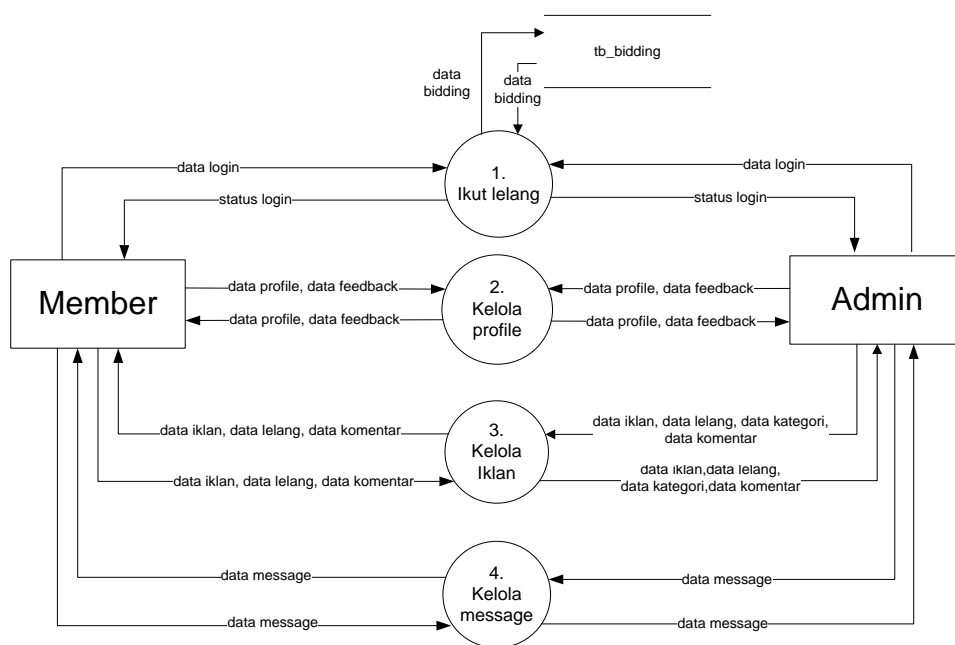 tb_bidding
data
bidding
data
bidding
1.
Ikut lelang
data login
data login
status login
status login
Member
Admin
2.
Kelola
profile
data profile, data feedback
data profile, data feedback
data profile, data feedback
data profile, data feedback
3.
Kelola
Iklan
data iklan, data lelang, data komentar
data iklan, data lelang, data kategori,
data komentar
data iklan, data lelang, data komentar
data iklan,data lelang,
data kategori,data komentar
4.
Kelola
message
data message
data message
data message
data message